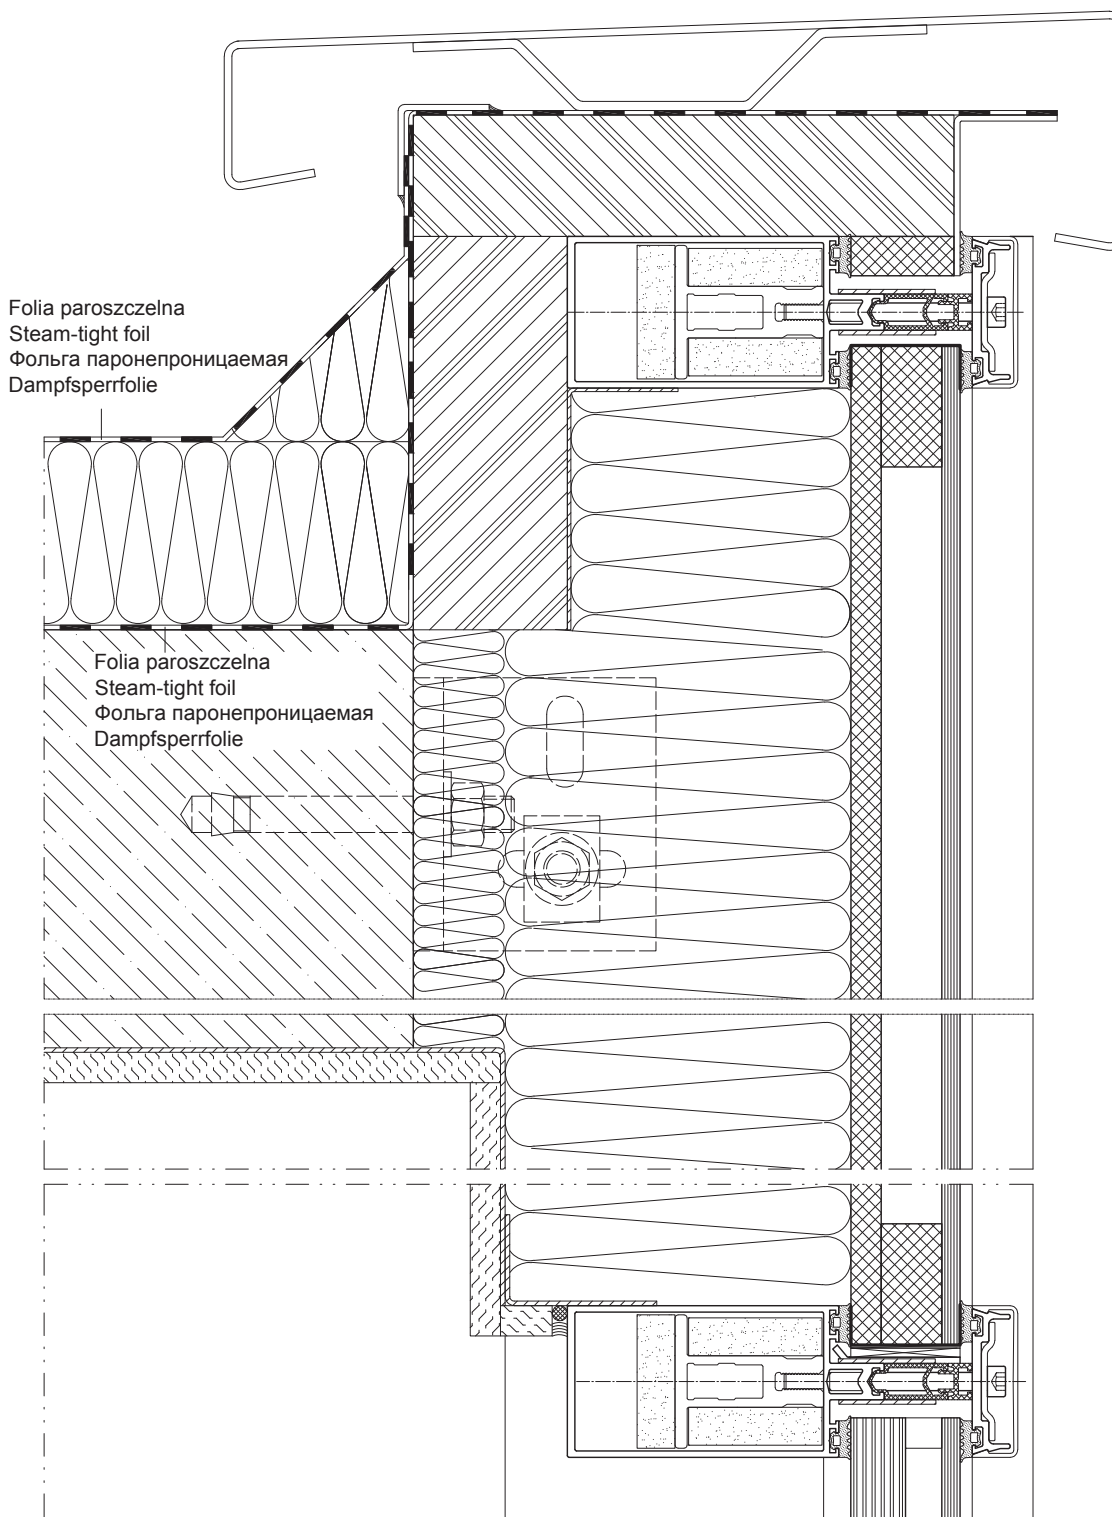 Folia paroszczelna
Steam-tight foil
Фольга паронепроницаемая
Dampfsperrfolie
Folia paroszczelna
Steam-tight foil
Фольга паронепроницаемая
Dampfsperrfolie